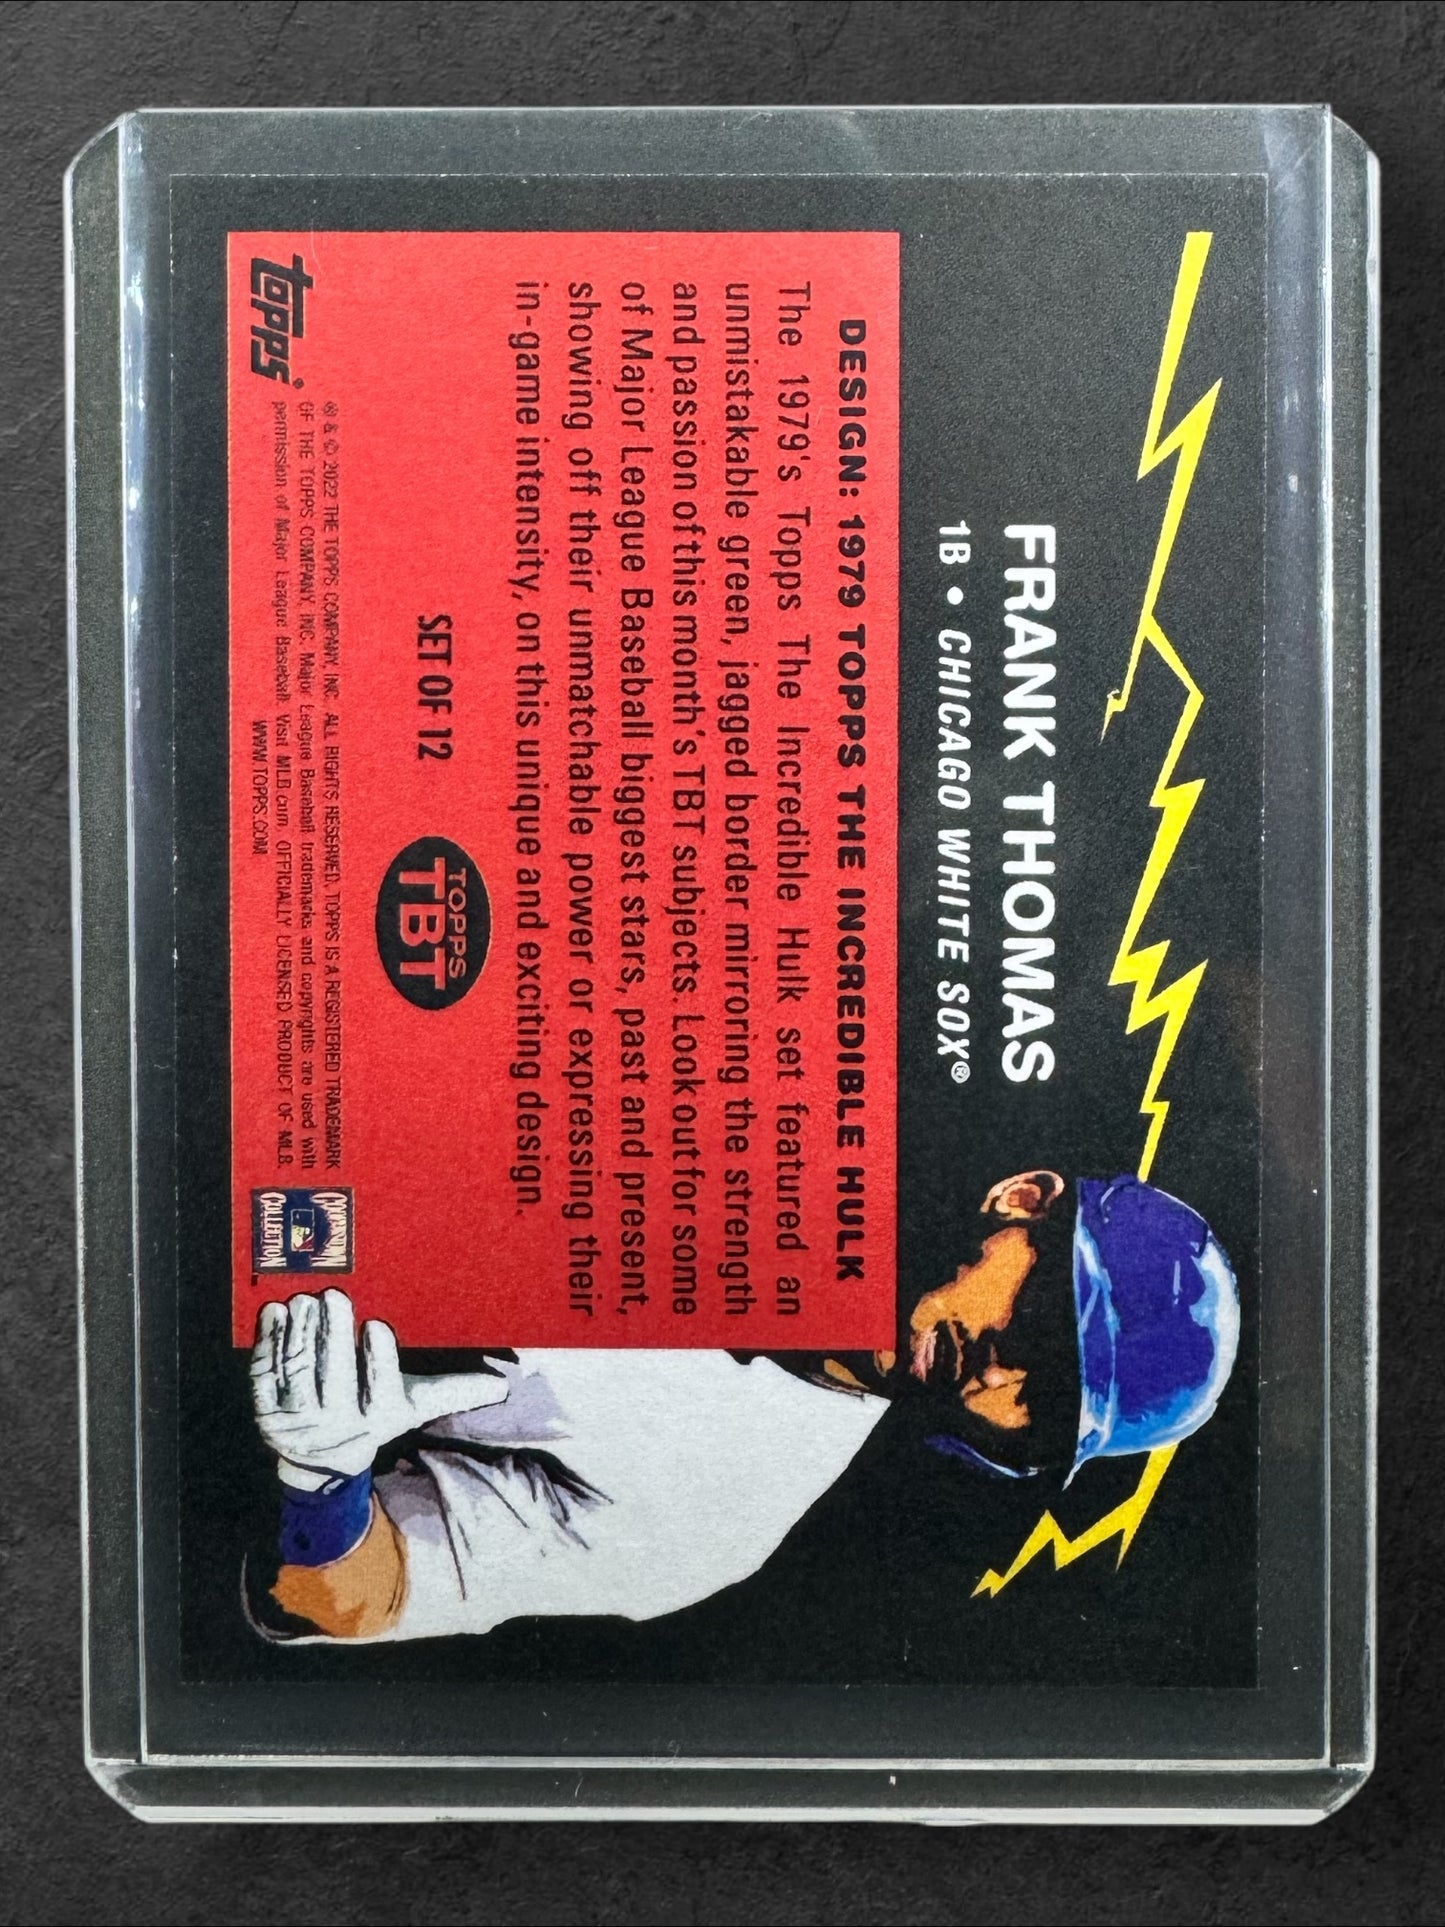 FRANK THOMAS
1B • CHICAGO WHITE SOX®
DESIGN: 1979 TOPPS THE INCREDIBLE HULK
The 1979's Topps The Incredible Hulk set featured an
unmistakable green, jagged border mirroring the strength
and passion of this month's TBT subjects. Look out for some
of Major League Baseball biggest stars, past and present,
showing off their unmatchable power or expressing their
in-game intensity, on this unique and exciting design.
SET OF 12
TOPPS
TBT
topps®
® & © 2022 THE TOPPS COMPANY, INC. ALL RIGHTS RESERVED. TOPPS IS A REGISTERED TRADEMARK
OF THE TOPPS COMPANY, INC. Major League Baseball trademarks and copyrights are used with
permission of Major League Baseball. Visit MLB.com. OFFICIALLY LICENSED PRODUCT OF MLB.
WWW.TOPPS.COM
COOPERSTOWN
COLLECTION™